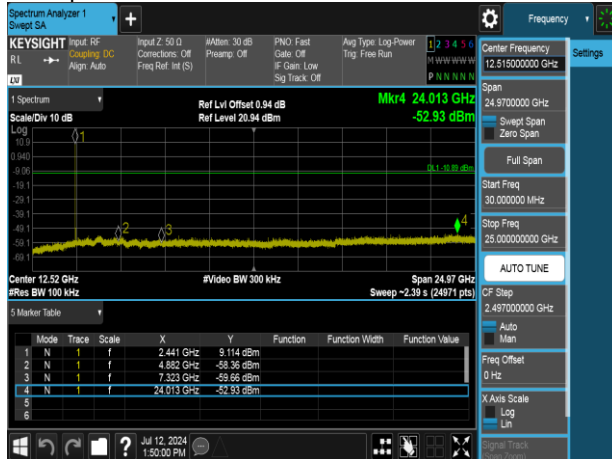 Spectrum Analyzer 1
Swept SA
Frequency
KEYSIGHT
RL
LXI
Input: RF
Coupling: DC
Align: Auto
Input Z: 50 Ω
Corrections: Off
Freq Ref: Int (S)
#Atten: 30 dB
Preamp: Off
PNO: Fast
Gate: Off
IF Gain: Low
Sig Track: Off
Avg Type: Log-Power
Trig: Free Run
1 2 3 4 5 6
M W W W W W
P N N N N N
Center Frequency
12.515000000 GHz
Settings
Span
24.9700000 GHz
Swept Span
Zero Span
Full Span
Start Freq
30.000000 MHz
Stop Freq
25.000000000 GHz
AUTO TUNE
CF Step
2.497000000 GHz
Auto
Man
Freq Offset
0 Hz
X Axis Scale
Log
Lin
Signal Track
(Span Zoom)
1 Spectrum
Scale/Div 10 dB
Ref Lvl Offset 0.94 dB
Ref Level 20.94 dBm
Mkr4 24.013 GHz
-52.93 dBm
Log
10.9
0.940
-9.06
-19.1
-29.1
-39.1
-49.1
-59.1
-69.1
1
2
3
4
DL1 -10.89 dBm
Center 12.52 GHz
#Res BW 100 kHz
#Video BW 300 kHz
Span 24.97 GHz
Sweep ~2.39 s (24971 pts)
5 Marker Table
Mode Trace Scale X Y Function Function Width Function Value
1 N 1 f 2.441 GHz 9.114 dBm
2 N 1 f 4.882 GHz -58.36 dBm
3 N 1 f 7.323 GHz -59.66 dBm
4 N 1 f 24.013 GHz -52.93 dBm
5
6
?
Jul 12, 2024
1:50:00 PM